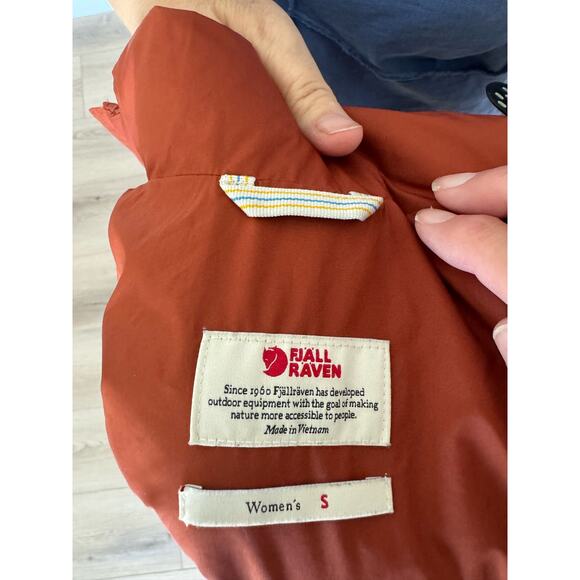 FJÄLL
RÄVEN
Since 1960 Fjällräven has developed
outdoor equipment with the goal of making
nature more accessible to people.
Made in Vietnam
Women's S